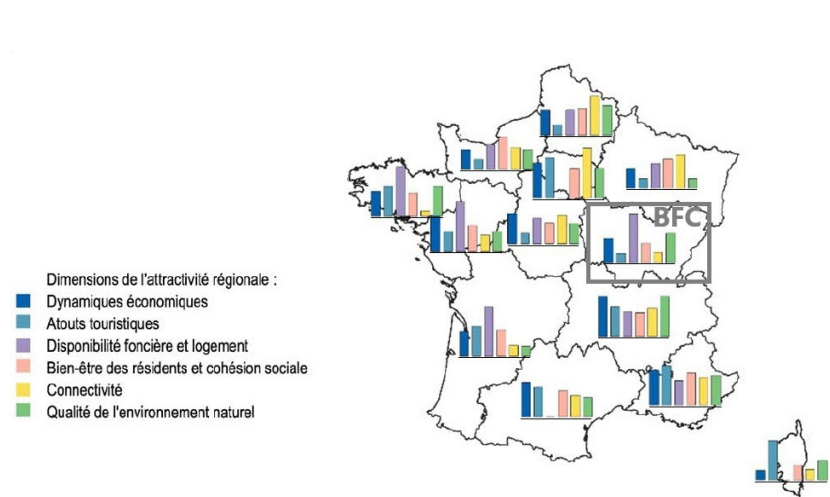 BFC
Dimensions de l'attractivité régionale :
Dynamiques économiques
Atouts touristiques
Disponibilité foncière et logement
Bien-être des résidents et cohésion sociale
Connectivité
Qualité de l'environnement naturel